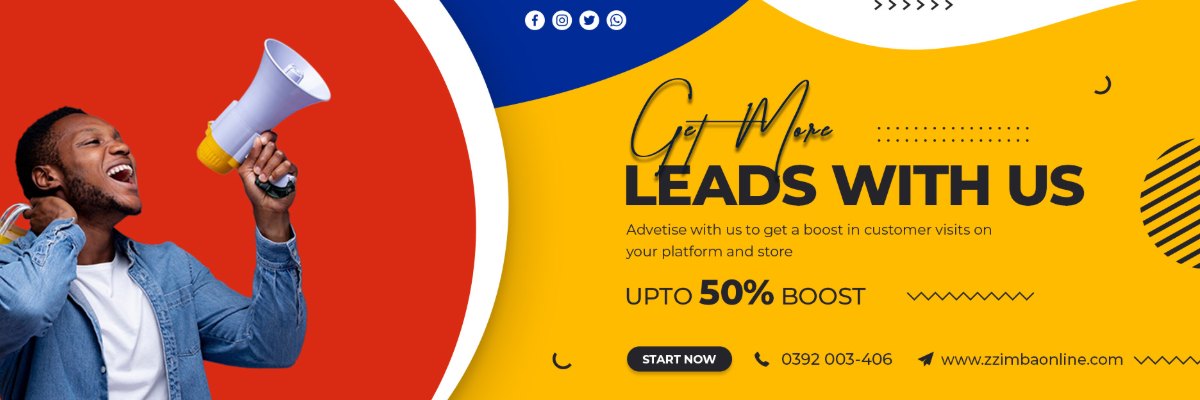 Get More
LEADS WITH US
Advetise with us to get a boost in customer visits on
your platform and store
UPTO 50% BOOST
START NOW
0392 003-406
www.zzimbaonline.com